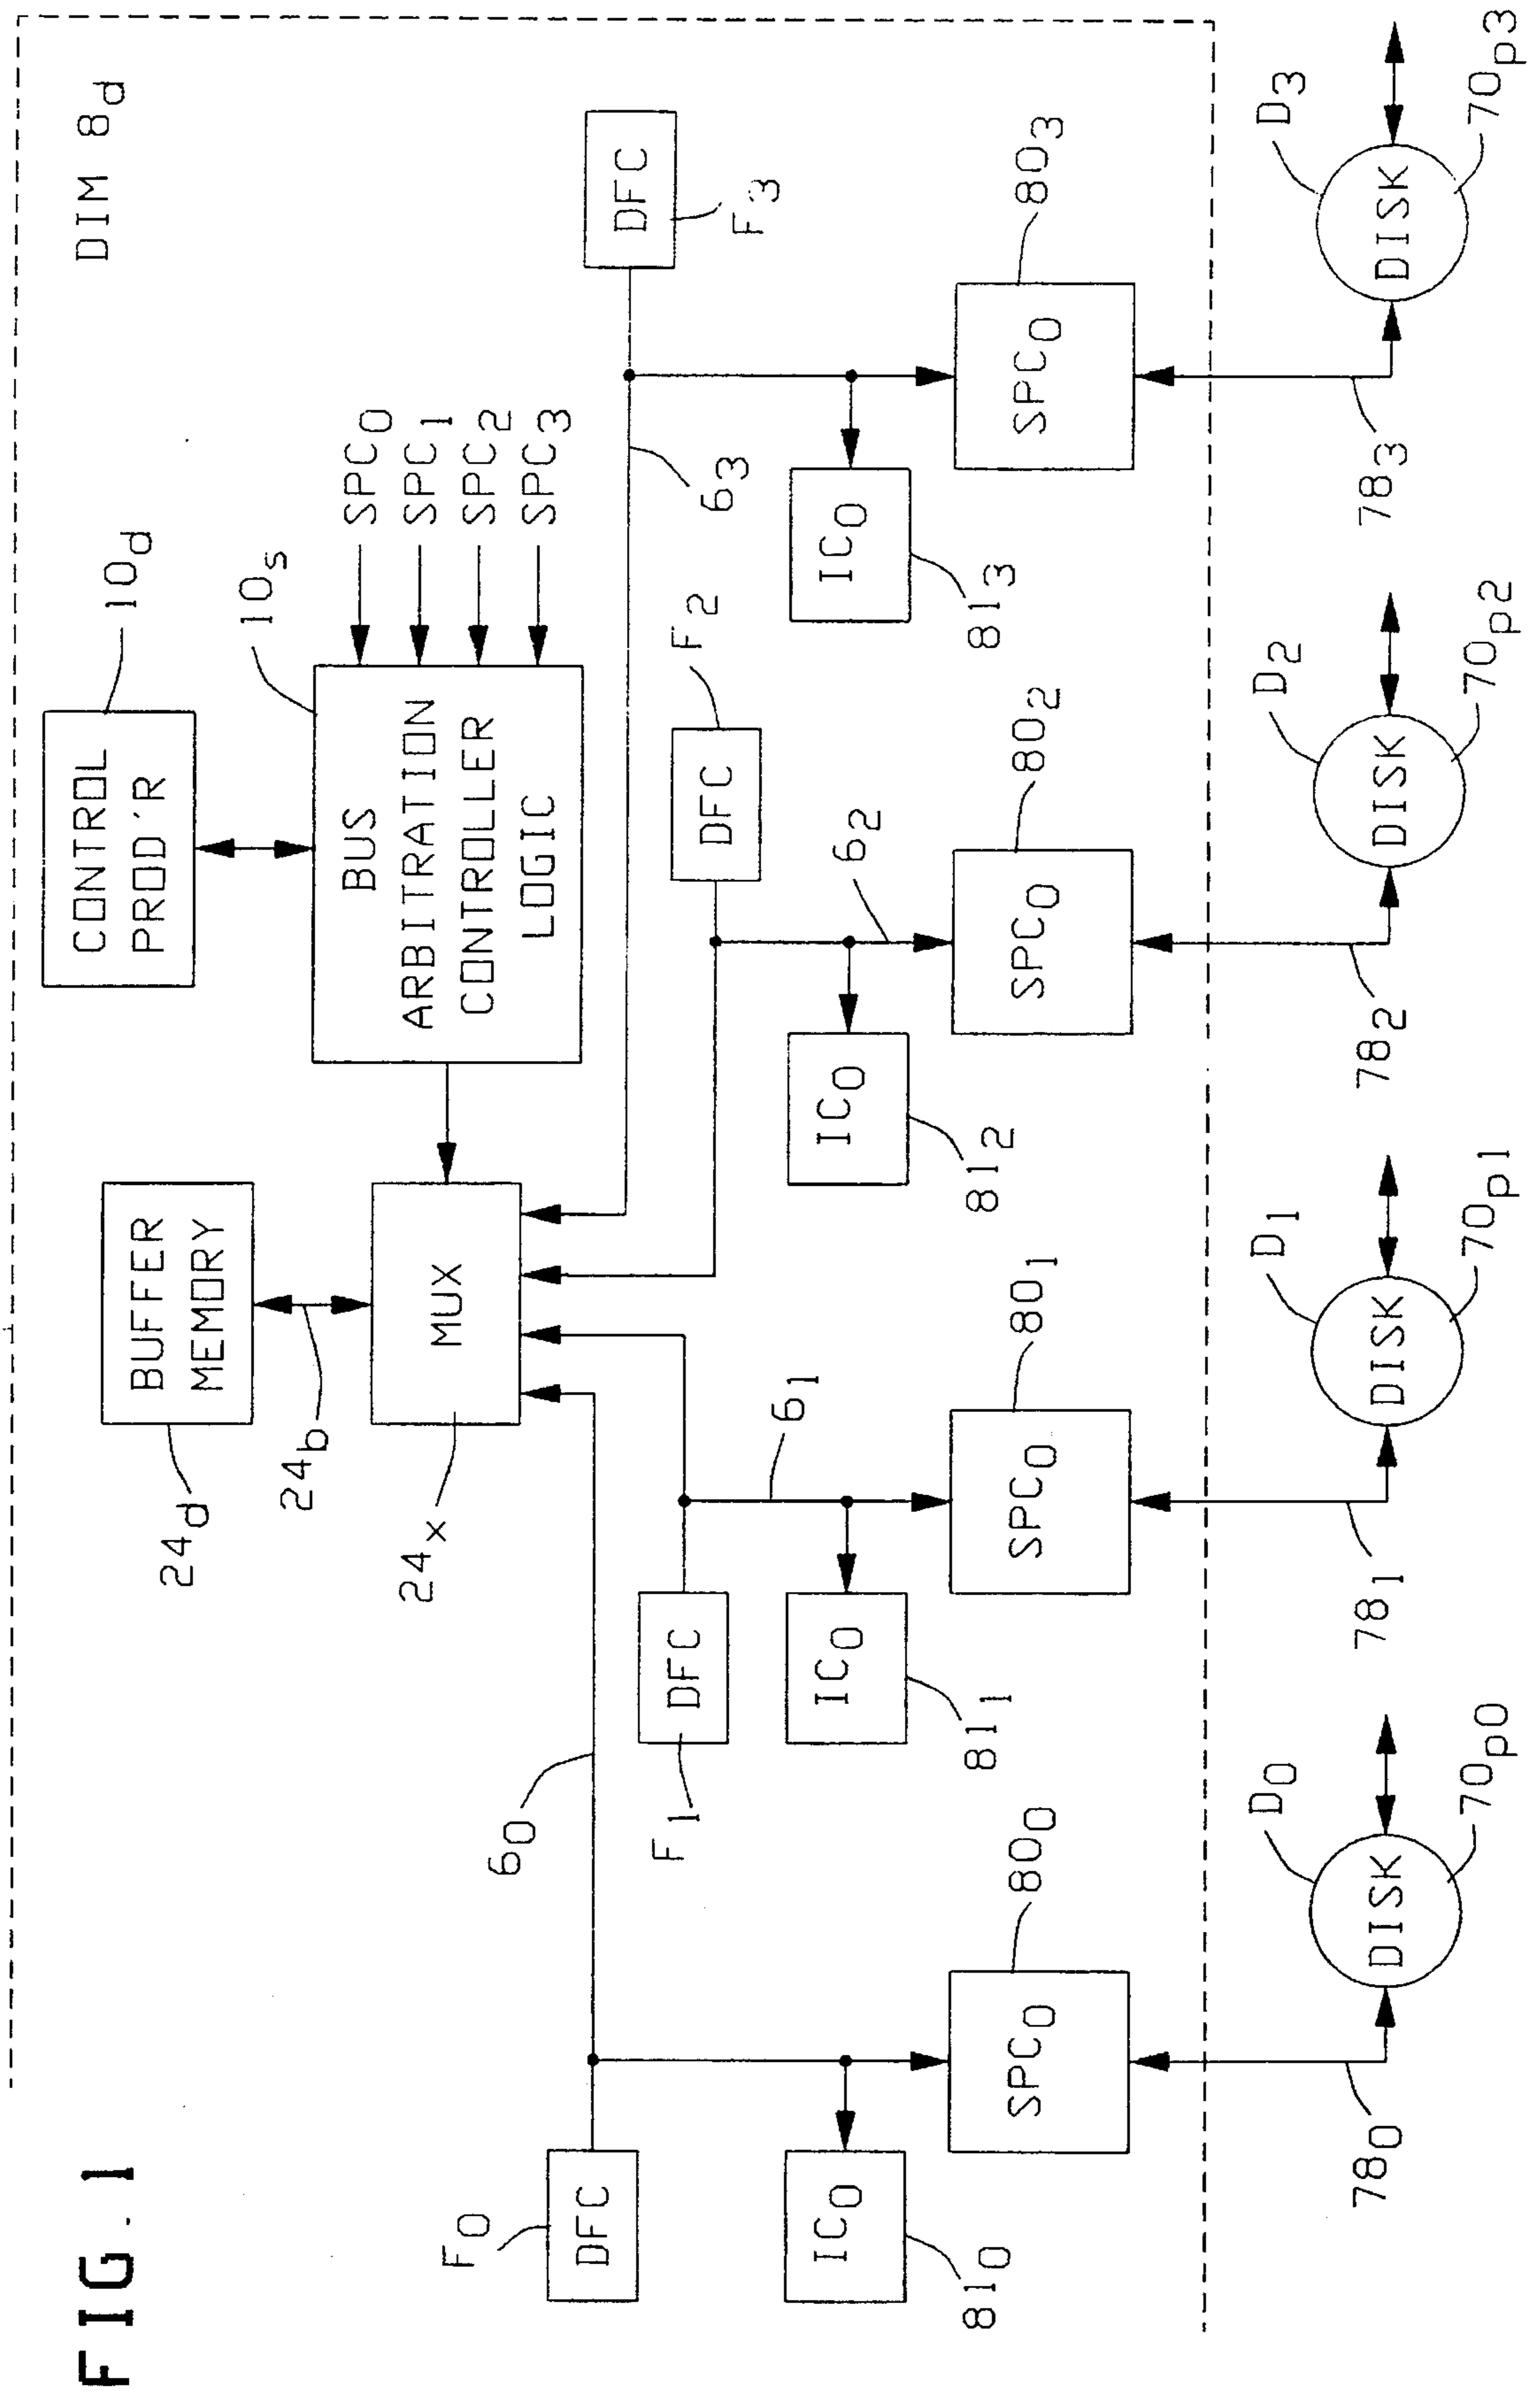 FIG. 1
DIM 8d
CONTROL
PROD'R
10d
BUFFER
MEMORY
24d
24b
BUS
ARBITRATION
CONTROLLER
LOGIC
10s
SPC0
SPC1
SPC2
SPC3
MUX
24x
60
61
62
63
F0
DFC
F1
DFC
F2
DFC
F3
DFC
IC0
810
IC0
811
IC0
812
IC0
813
SPC0
800
SPC0
801
SPC0
802
SPC0
803
780
781
782
783
D0
DISK
70p0
D1
DISK
70p1
D2
DISK
70p2
D3
DISK
70p3